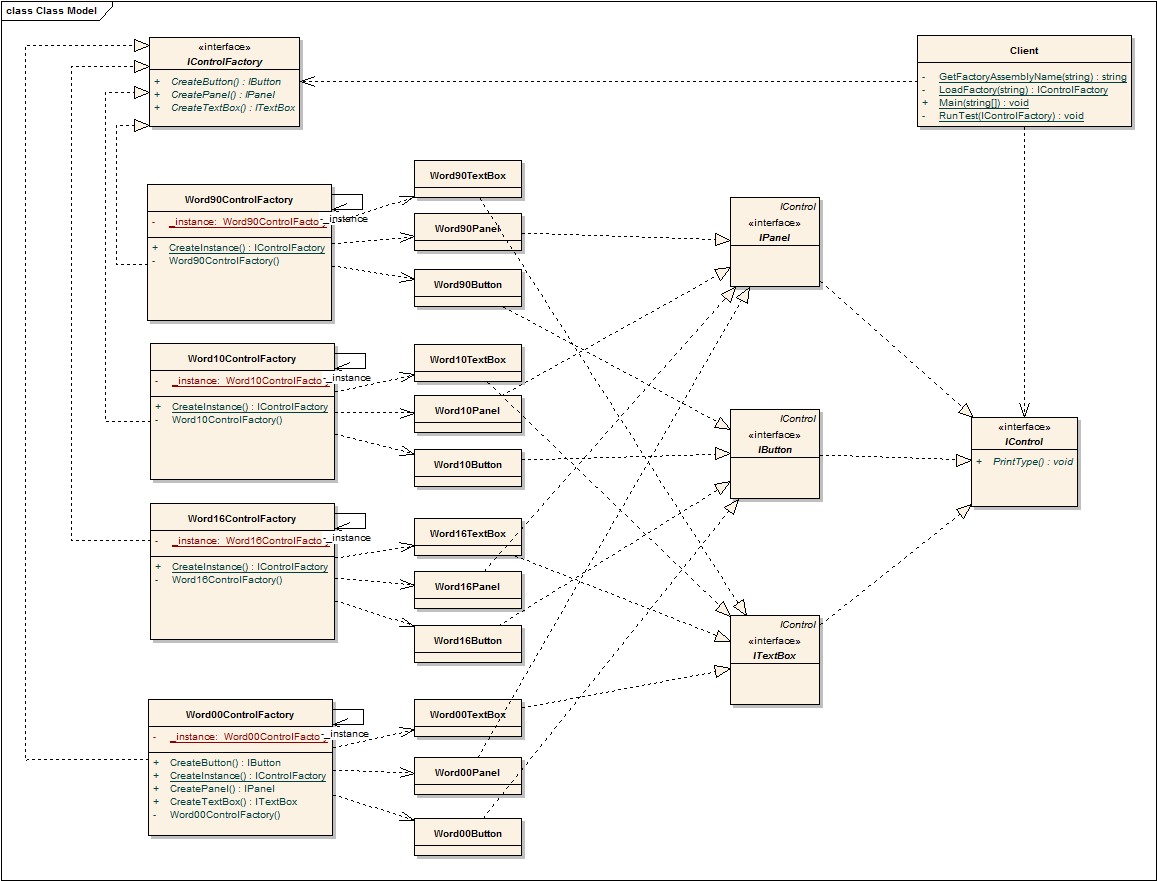 class Class Model
«interface»
IControlFactory
+ CreateButton() : IButton
+ CreatePanel() : IPanel
+ CreateTextBox() : ITextBox
Client
- GetFactoryAssemblyName(string) : string
- LoadFactory(string) : IControlFactory
+ Main(string[]) : void
- RunTest(IControlFactory) : void
Word90ControlFactory
- _instance: Word90ControlFacto
-_instance
+ CreateInstance() : IControlFactory
- Word90ControlFactory()
Word90TextBox
Word90Panel
Word90Button
IControl
«interface»
IPanel
Word10ControlFactory
- _instance: Word10ControlFacto
-_instance
+ CreateInstance() : IControlFactory
- Word10ControlFactory()
Word10TextBox
Word10Panel
Word10Button
IControl
«interface»
IButton
«interface»
IControl
+ PrintType() : void
Word16ControlFactory
- _instance: Word16ControlFacto
-_instance
+ CreateInstance() : IControlFactory
- Word16ControlFactory()
Word16TextBox
Word16Panel
Word16Button
IControl
«interface»
ITextBox
Word00ControlFactory
- _instance: Word00ControlFacto
-_instance
+ CreateButton() : IButton
+ CreateInstance() : IControlFactory
+ CreatePanel() : IPanel
+ CreateTextBox() : ITextBox
- Word00ControlFactory()
Word00TextBox
Word00Panel
Word00Button